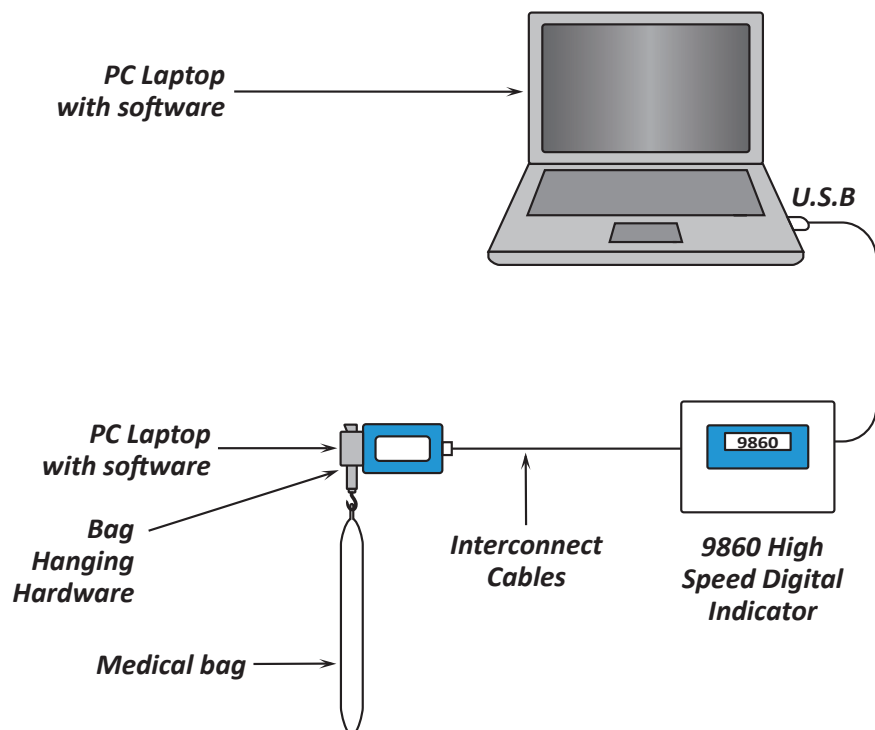 PC Laptop
with software
U.S.B
PC Laptop
with software
9860
Bag
Hanging
Hardware
Interconnect
Cables
9860 High
Speed Digital
Indicator
Medical bag